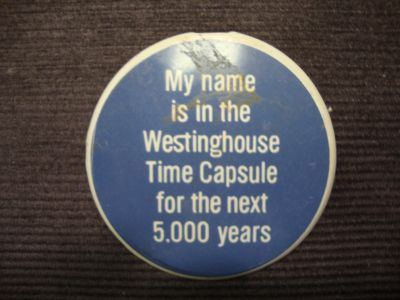 My name
is in the
Westinghouse
Time Capsule
for the next
5.000 years